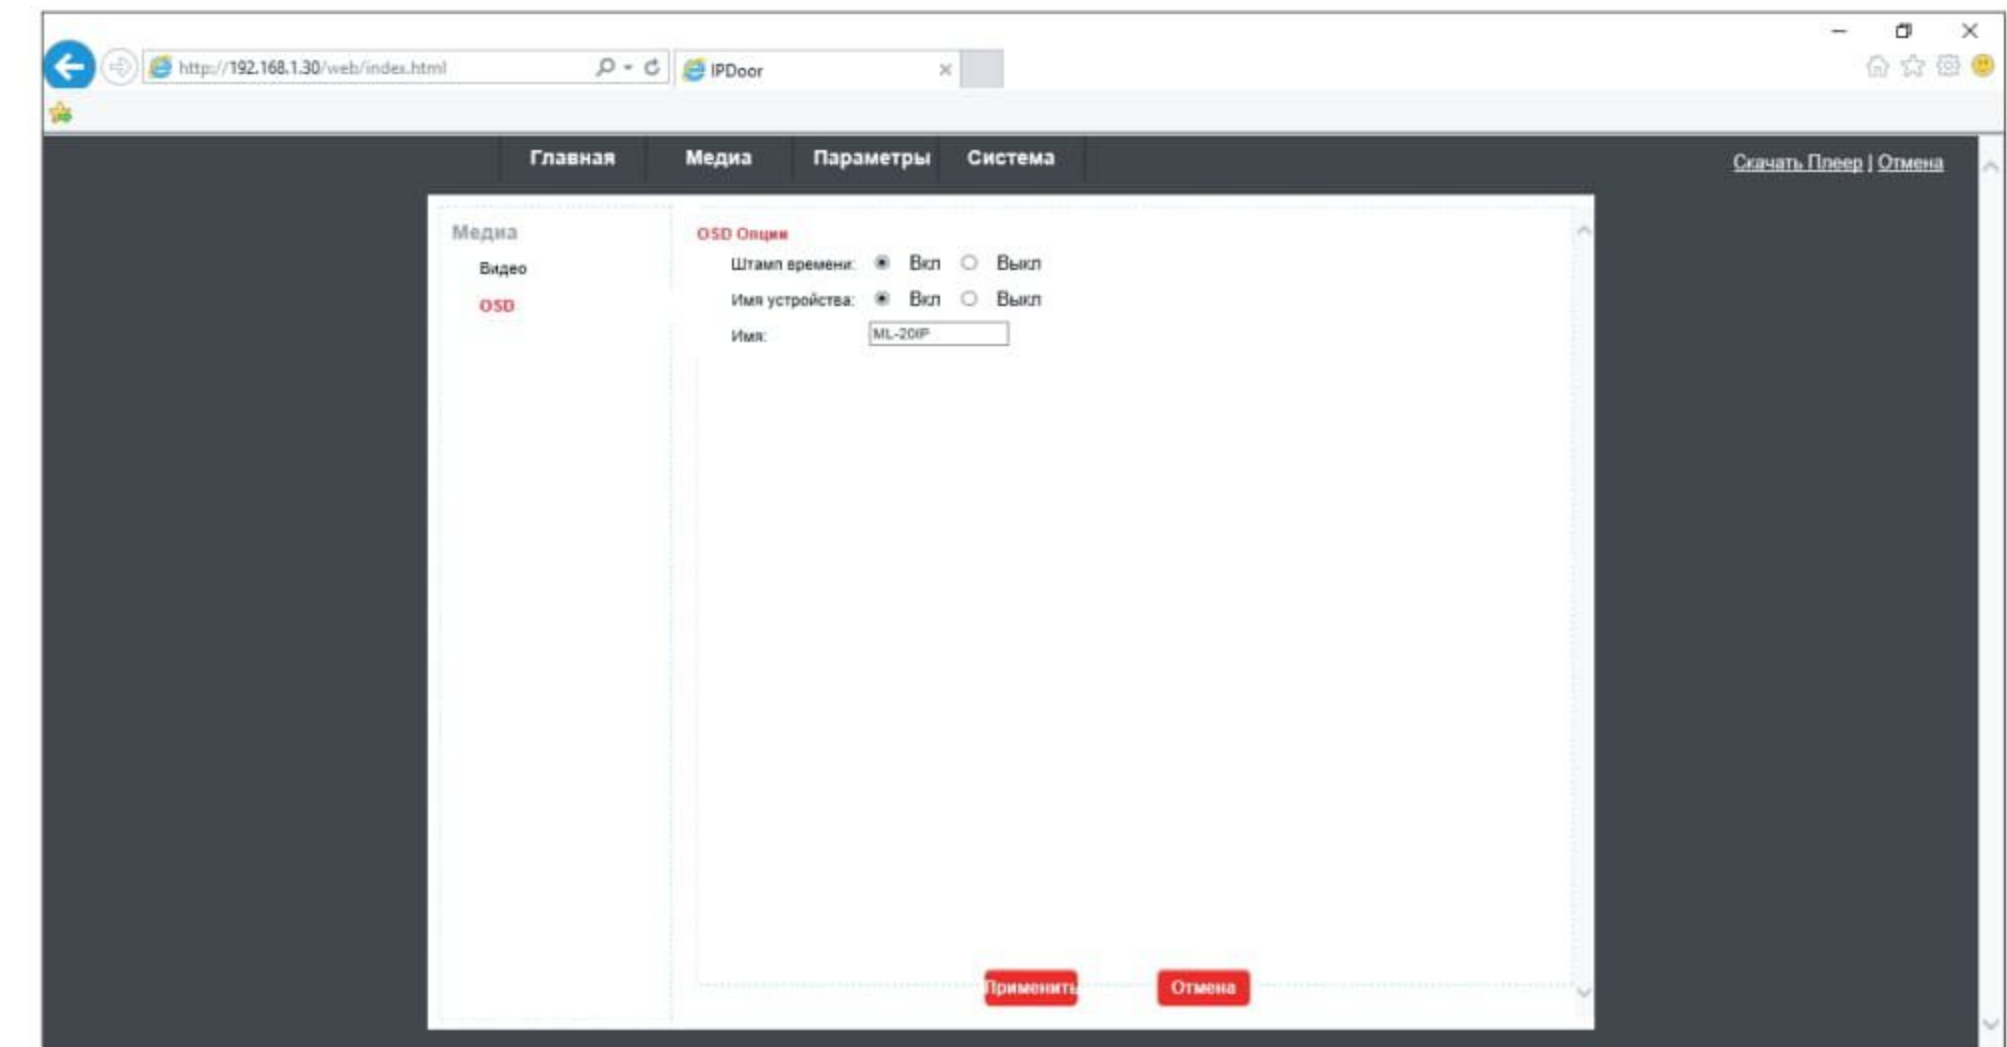 http://192.168.1.30/web/index.html
IPDoor
Главная Медиа Параметры Система
Скачать Плеер | Отмена
Медиа
Видео
OSD
OSD Опции
Штамп времени: Вкл Выкл
Имя устройства: Вкл Выкл
Имя: ML-20IP
Применить Отмена